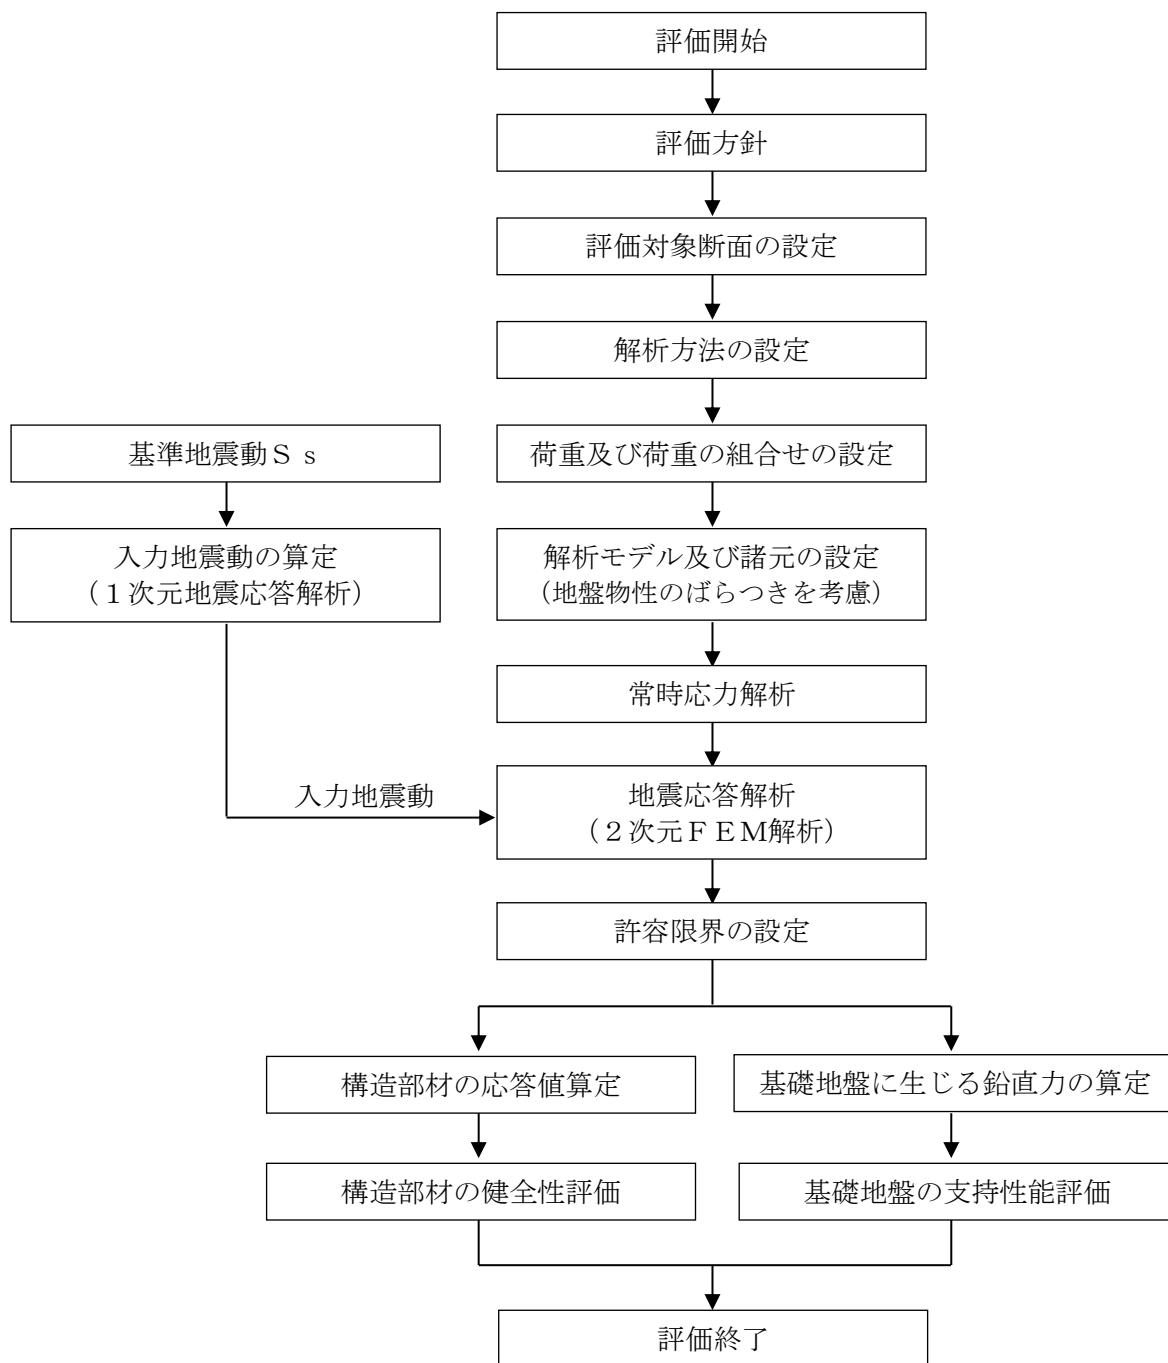 評価開始
評価方針
評価対象断面の設定
解析方法の設定
基準地震動Ｓｓ
荷重及び荷重の組合せの設定
入力地震動の算定
（１次元地震応答解析）
解析モデル及び諸元の設定
（地盤物性のばらつきを考慮）
常時応力解析
入力地震動
地震応答解析
（２次元ＦＥＭ解析）
許容限界の設定
構造部材の応答値算定
基礎地盤に生じる鉛直力の算定
構造部材の健全性評価
基礎地盤の支持性能評価
評価終了